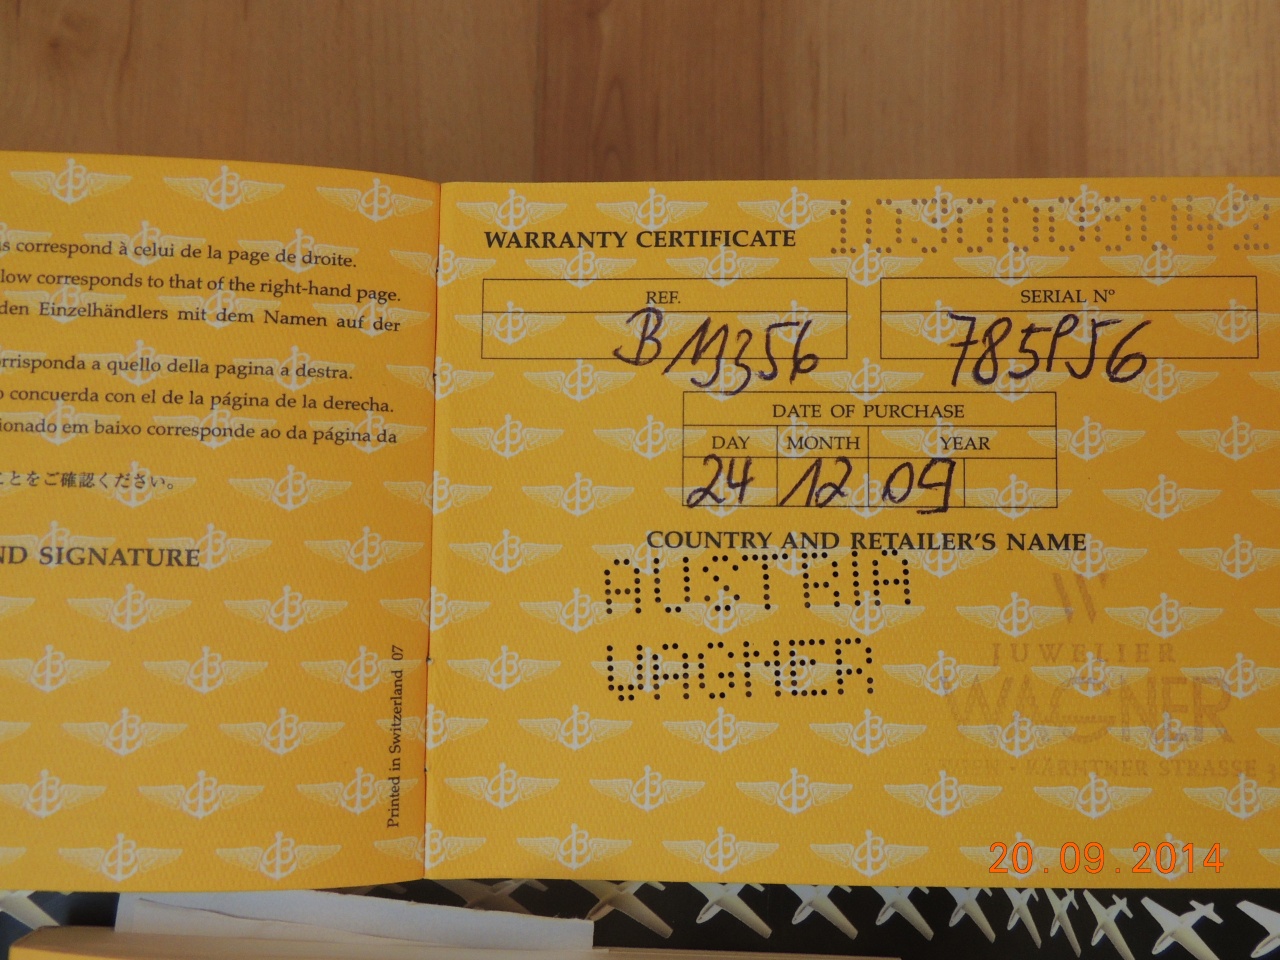 s correspond à celui de la page de droite.
low corresponds to that of the right-hand page.
den Einzelhändlers mit dem Namen auf der
rrisponda a quello della pagina a destra.
o concuerda con el de la página de la derecha.
ionado em baixo corresponde ao da página da
ことをご確認ください。
ND SIGNATURE
Printed in Switzerland 07
WARRANTY CERTIFICATE
REF.
B13356
SERIAL Nº
DATE OF PURCHASE
DAY MONTH YEAR
24 12 09
COUNTRY AND RETAILER'S NAME
AUSTRIA
WAGNER
W
JUWELIER
WAGNER
KÄRNTNER STRASSE
20.09.2014